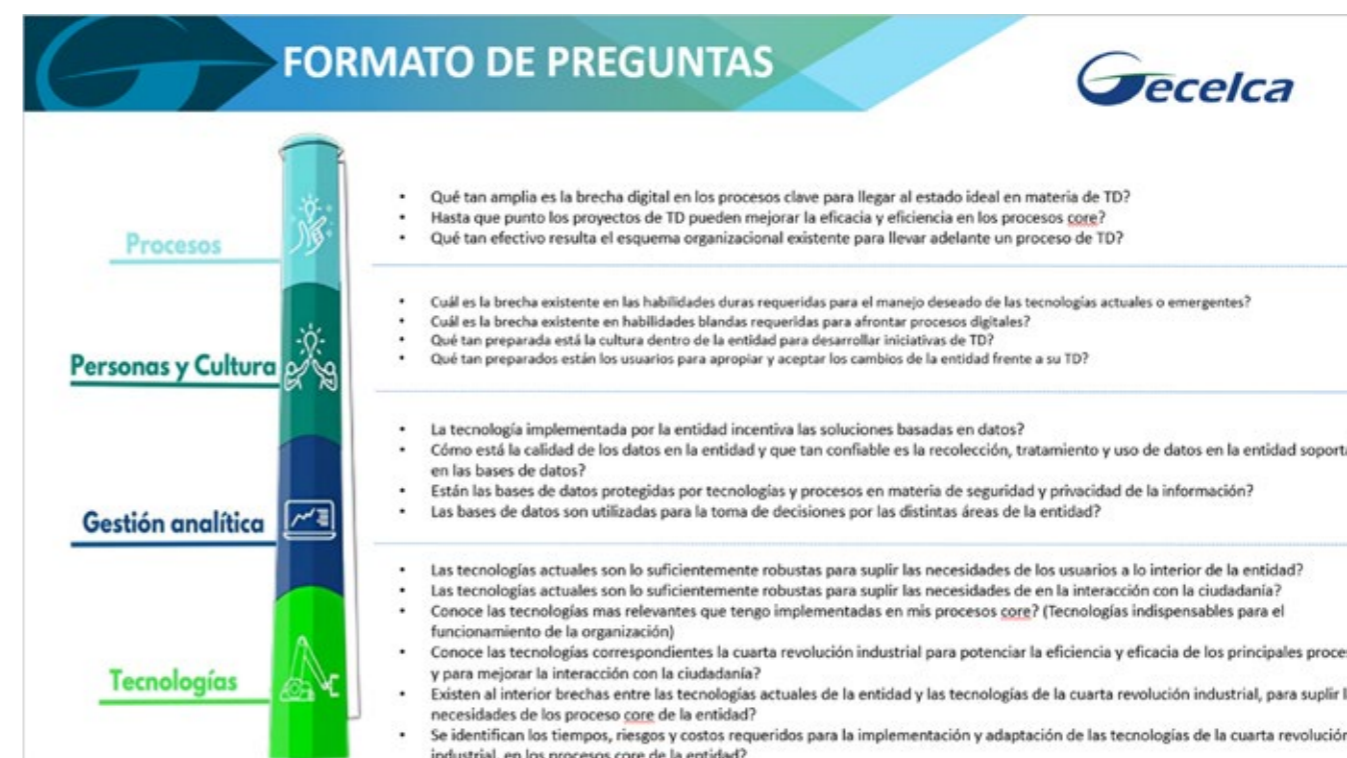 FORMATO DE PREGUNTAS
Gecelca
Procesos
• Qué tan amplia es la brecha digital en los procesos clave para llegar al estado ideal en materia de TD?
• Hasta que punto los proyectos de TD pueden mejorar la eficacia y eficiencia en los procesos core?
• Qué tan efectivo resulta el esquema organizacional existente para llevar adelante un proceso de TD?
Personas y Cultura
• Cuál es la brecha existente en las habilidades duras requeridas para el manejo deseado de las tecnologías actuales o emergentes?
• Cuál es la brecha existente en habilidades blandas requeridas para afrontar procesos digitales?
• Qué tan preparada está la cultura dentro de la entidad para desarrollar iniciativas de TD?
• Qué tan preparados están los usuarios para apropiar y aceptar los cambios de la entidad frente a su TD?
Gestión analítica
• La tecnología implementada por la entidad incentiva las soluciones basadas en datos?
• Cómo está la calidad de los datos en la entidad y que tan confiable es la recolección, tratamiento y uso de datos en la entidad soporta
en las bases de datos?
• Están las bases de datos protegidas por tecnologías y procesos en materia de seguridad y privacidad de la información?
• Las bases de datos son utilizadas para la toma de decisiones por las distintas áreas de la entidad?
Tecnologías
• Las tecnologías actuales son lo suficientemente robustas para suplir las necesidades de los usuarios a lo interior de la entidad?
• Las tecnologías actuales son lo suficientemente robustas para suplir las necesidades de en la interacción con la ciudadanía?
• Conoce las tecnologías mas relevantes que tengo implementadas en mis procesos core? (Tecnologías indispensables para el
funcionamiento de la organización)
• Conoce las tecnologías correspondientes la cuarta revolución industrial para potenciar la eficiencia y eficacia de los principales proces
y para mejorar la interacción con la ciudadanía?
• Existen al interior brechas entre las tecnologías actuales de la entidad y las tecnologías de la cuarta revolución industrial, para suplir
necesidades de los proceso core de la entidad?
• Se identifican los tiempos, riesgos y costos requeridos para la implementación y adaptación de las tecnologías de la cuarta revolución
industrial, en los procesos core de la entidad?